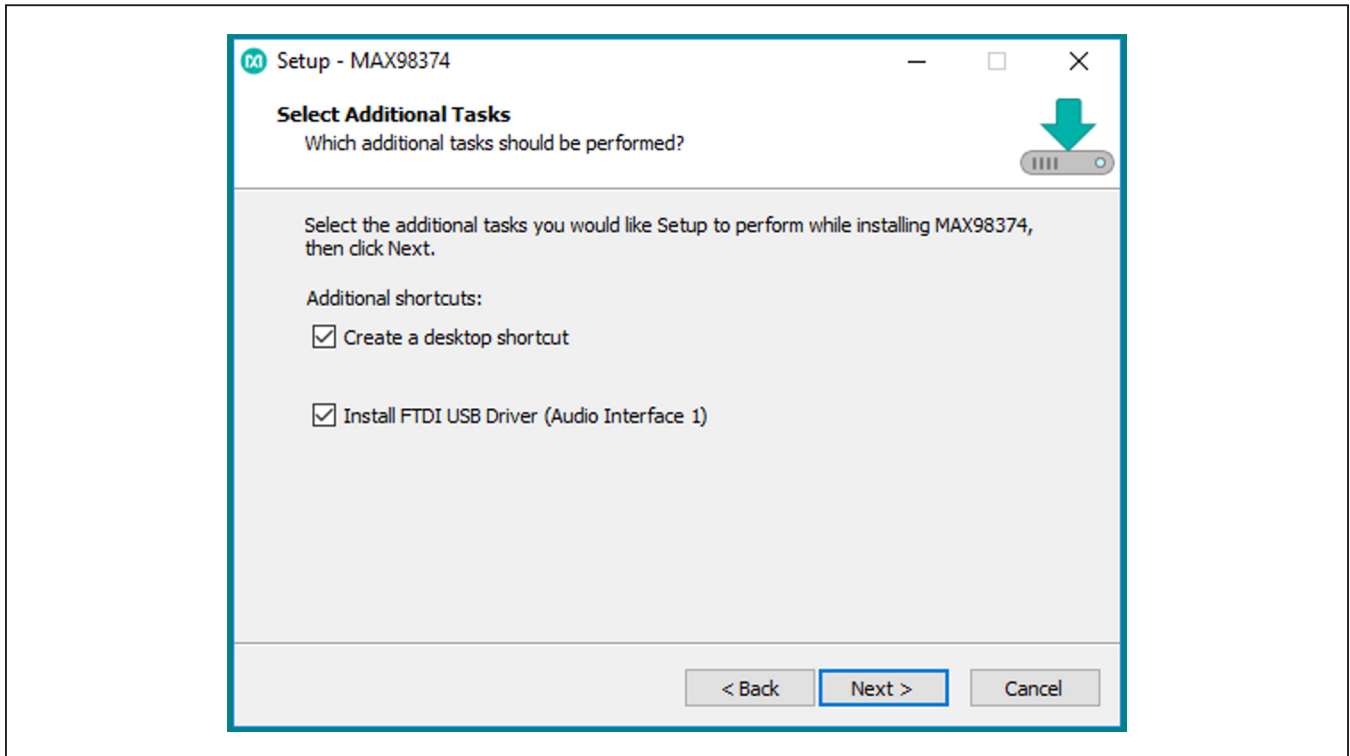 Setup - MAX98374
Select Additional Tasks
Which additional tasks should be performed?
Select the additional tasks you would like Setup to perform while installing MAX98374,
then click Next.
Additional shortcuts:
Create a desktop shortcut
Install FTDI USB Driver (Audio Interface 1)
< Back
Next >
Cancel